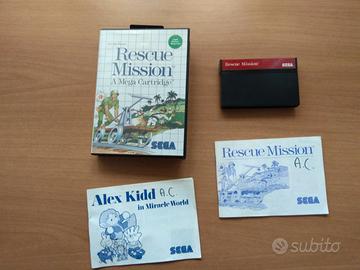 Rescue
Mission
A Mega Cartridge
SEGA
Rescue Mission
SEGA
Alex Kidd A.C.
in Miracle World
SEGA
Rescue Mission
A.C.
SEGA
subito